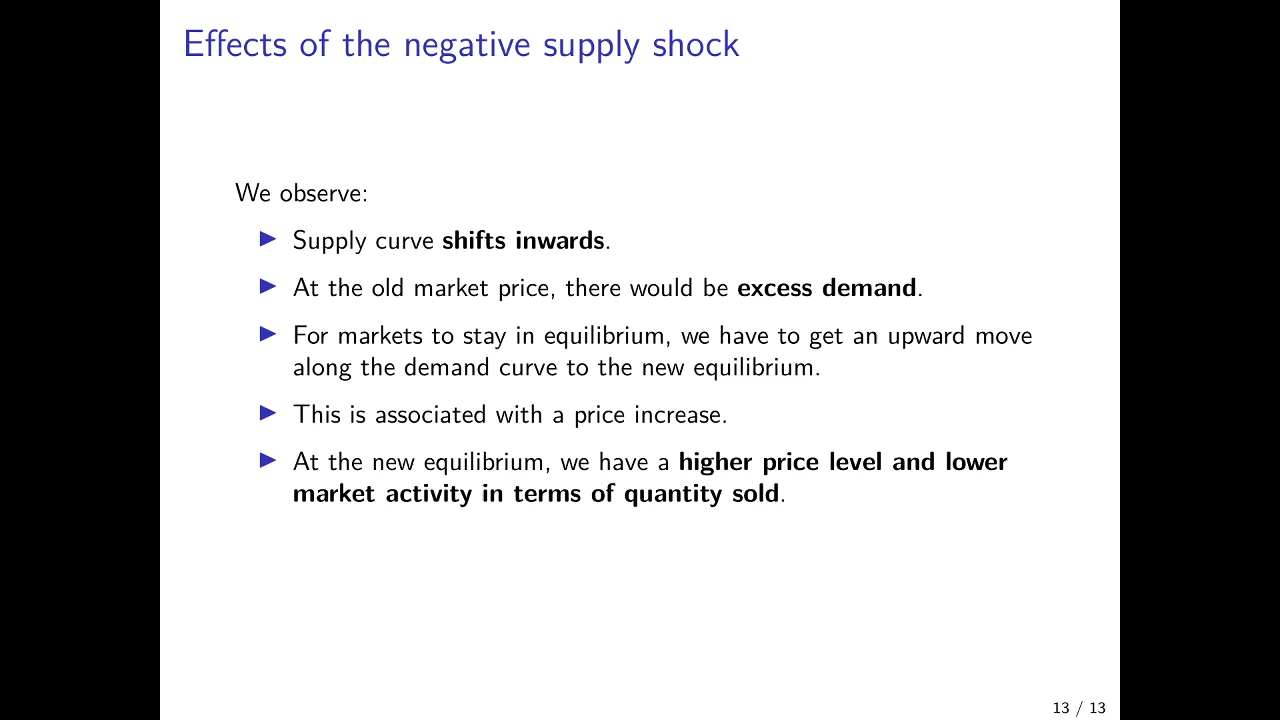 Effects of the negative supply shock
We observe:
▶ Supply curve shifts inwards.
▶ At the old market price, there would be excess demand.
▶ For markets to stay in equilibrium, we have to get an upward move
along the demand curve to the new equilibrium.
▶ This is associated with a price increase.
▶ At the new equilibrium, we have a higher price level and lower
market activity in terms of quantity sold.
13 / 13